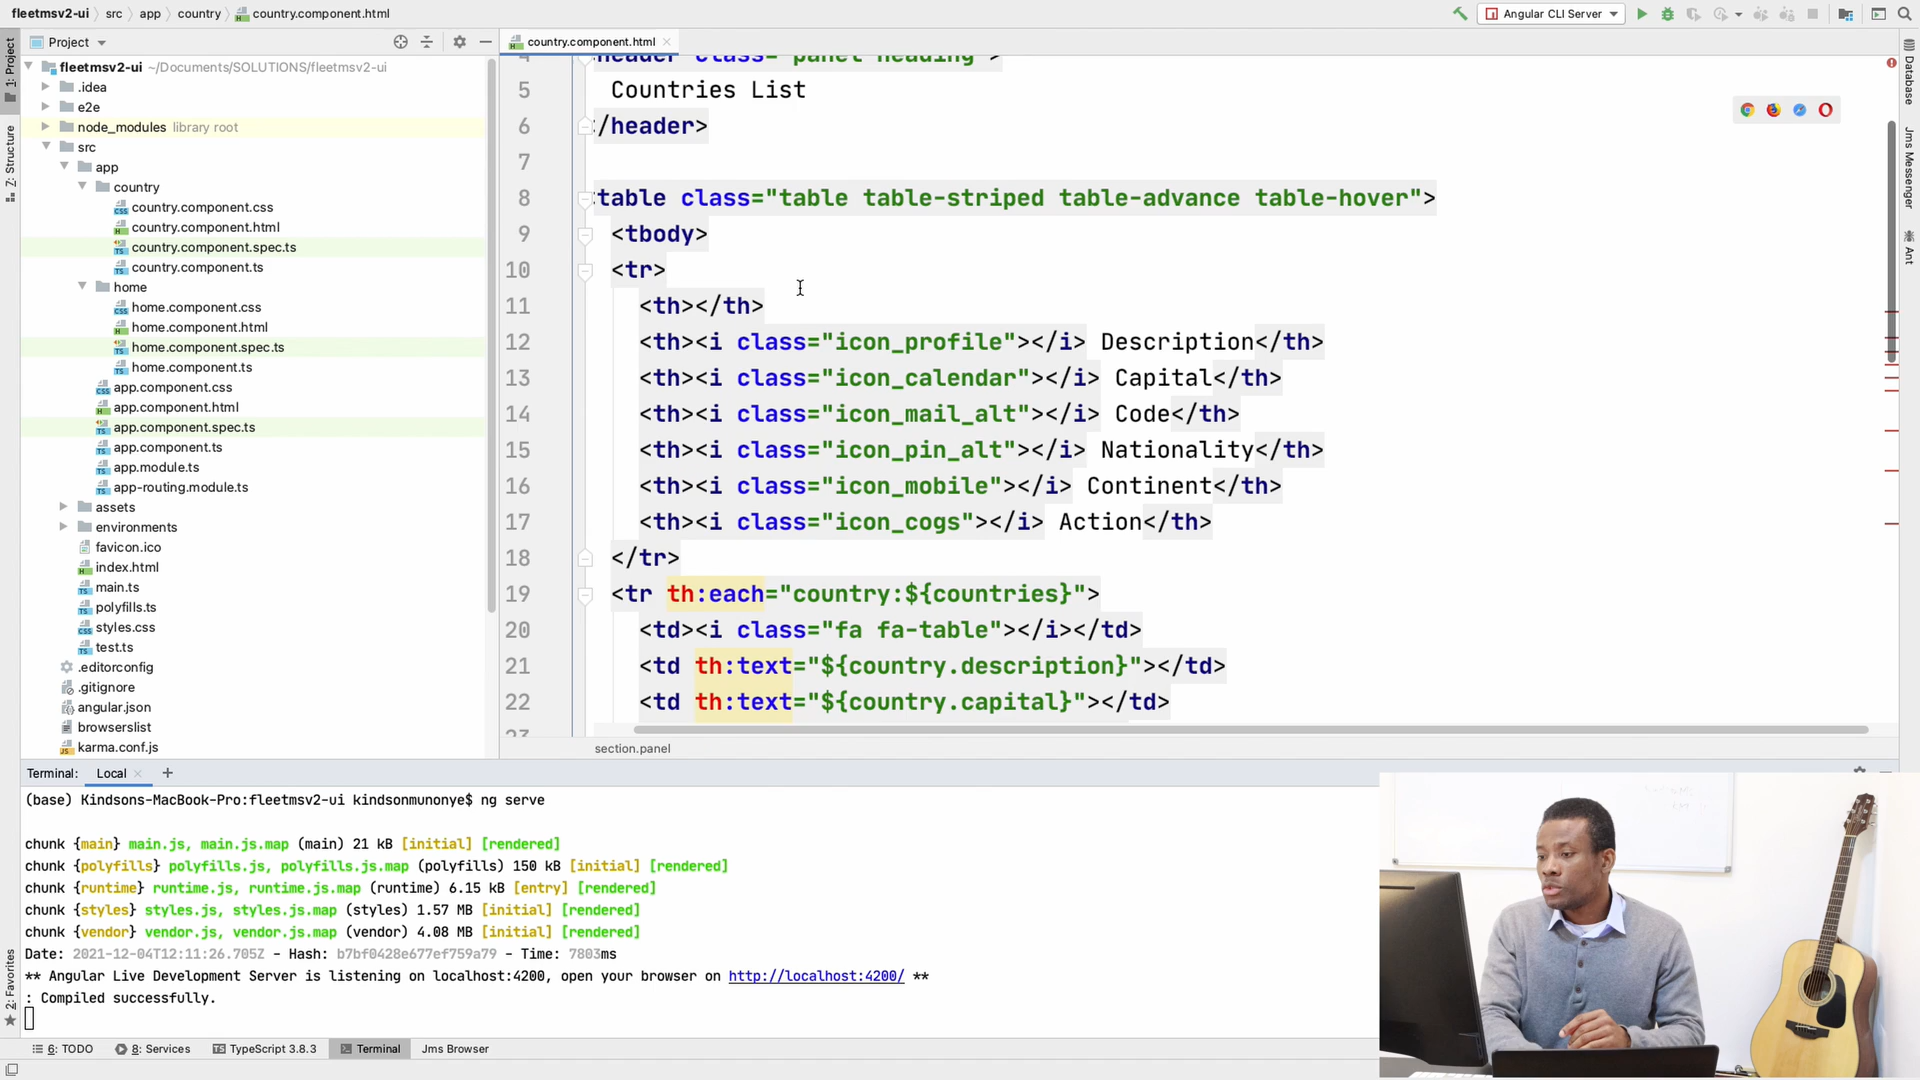 fleetmsv2-ui src app country country.component.html
Angular CLI Server
Project
country.component.html
1: Project
Z: Structure
2: Favorites
Database
Jms Messenger
Ant
fleetmsv2-ui ~/Documents/SOLUTIONS/fleetmsv2-ui
.idea
e2e
node_modules library root
src
app
country
country.component.css
country.component.html
country.component.spec.ts
country.component.ts
home
home.component.css
home.component.html
home.component.spec.ts
home.component.ts
app.component.css
app.component.html
app.component.spec.ts
app.component.ts
app.module.ts
app-routing.module.ts
assets
environments
favicon.ico
index.html
main.ts
polyfills.ts
styles.css
test.ts
.editorconfig
.gitignore
angular.json
browserslist
karma.conf.js
header class="panel heading">
5 Countries List
6 /header>
7
8 table class="table table-striped table-advance table-hover">
9 <tbody>
10 <tr>
11 <th></th>
12 <th><i class="icon_profile"></i> Description</th>
13 <th><i class="icon_calendar"></i> Capital</th>
14 <th><i class="icon_mail_alt"></i> Code</th>
15 <th><i class="icon_pin_alt"></i> Nationality</th>
16 <th><i class="icon_mobile"></i> Continent</th>
17 <th><i class="icon_cogs"></i> Action</th>
18 </tr>
19 <tr th:each="country:${countries}">
20 <td><i class="fa fa-table"></i></td>
21 <td th:text="${country.description}"></td>
22 <td th:text="${country.capital}"></td>
section.panel
Terminal: Local
(base) Kindsons-MacBook-Pro:fleetmsv2-ui kindsonmunonye$ ng serve
chunk {main} main.js, main.js.map (main) 21 kB [initial] [rendered]
chunk {polyfills} polyfills.js, polyfills.js.map (polyfills) 150 kB [initial] [rendered]
chunk {runtime} runtime.js, runtime.js.map (runtime) 6.15 kB [entry] [rendered]
chunk {styles} styles.js, styles.js.map (styles) 1.57 MB [initial] [rendered]
chunk {vendor} vendor.js, vendor.js.map (vendor) 4.08 MB [initial] [rendered]
Date: 2021-12-04T12:11:26.705Z - Hash: b7bf0428e677ef759a79 - Time: 7803ms
** Angular Live Development Server is listening on localhost:4200, open your browser on http://localhost:4200/ **
: Compiled successfully.
6: TODO 8: Services TypeScript 3.8.3 Terminal Jms Browser